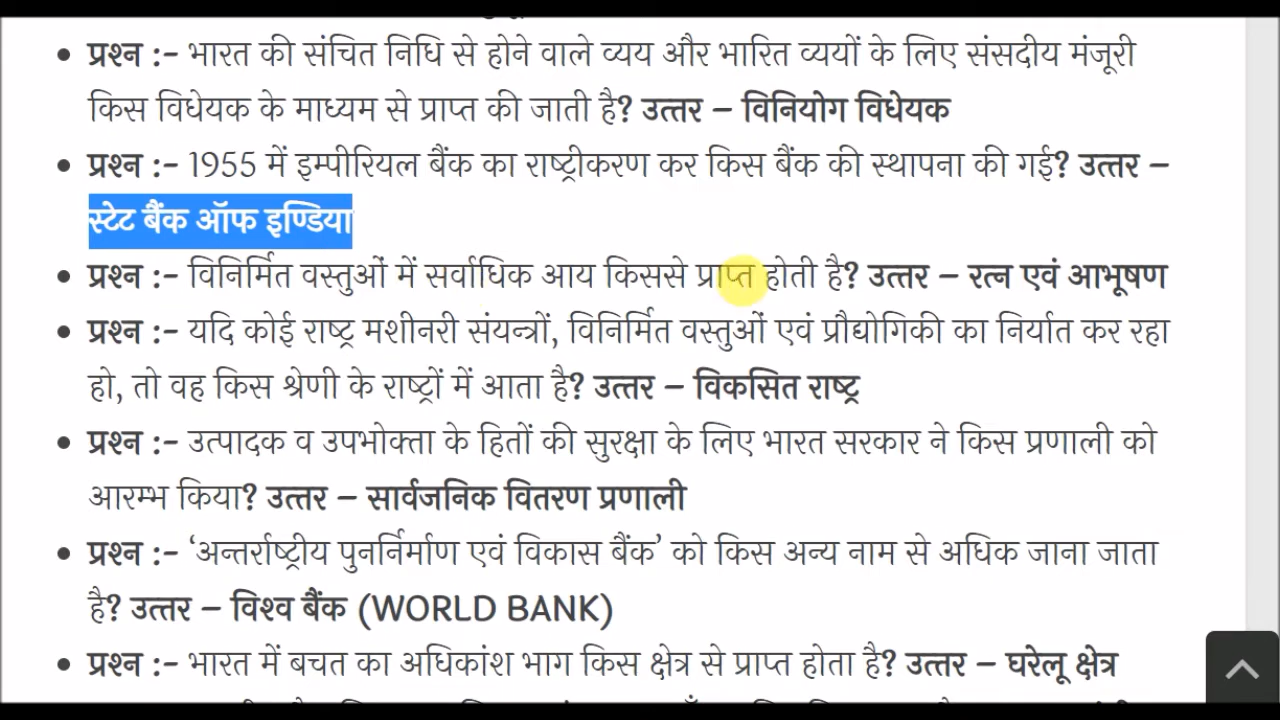 प्रश्न :- भारत की संचित निधि से होने वाले व्यय और भारित व्ययों के लिए संसदीय मंजूरी
किस विधेयक के माध्यम से प्राप्त की जाती है? उत्तर – विनियोग विधेयक
प्रश्न :- 1955 में इम्पीरियल बैंक का राष्ट्रीकरण कर किस बैंक की स्थापना की गई? उत्तर –
स्टेट बैंक ऑफ इण्डिया
प्रश्न :- विनिर्मित वस्तुओं में सर्वाधिक आय किससे प्राप्त होती है? उत्तर – रत्न एवं आभूषण
प्रश्न :- यदि कोई राष्ट्र मशीनरी संयन्त्रों, विनिर्मित वस्तुओं एवं प्रौद्योगिकी का निर्यात कर रहा
हो, तो वह किस श्रेणी के राष्ट्रों में आता है? उत्तर – विकसित राष्ट्र
प्रश्न :- उत्पादक व उपभोक्ता के हितों की सुरक्षा के लिए भारत सरकार ने किस प्रणाली को
आरम्भ किया? उत्तर – सार्वजनिक वितरण प्रणाली
प्रश्न :- ‘अन्तर्राष्ट्रीय पुनर्निर्माण एवं विकास बैंक’ को किस अन्य नाम से अधिक जाना जाता
है? उत्तर – विश्व बैंक (WORLD BANK)
प्रश्न :- भारत में बचत का अधिकांश भाग किस क्षेत्र से प्राप्त होता है? उत्तर – घरेलू क्षेत्र